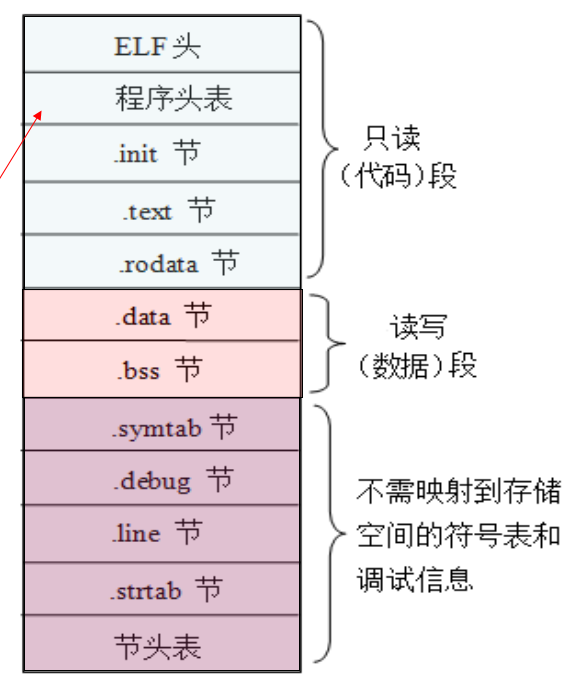 ELF 头
程序头表
.init 节
.text 节
.rodata 节
只读
(代码)段
.data 节
.bss 节
读写
(数据)段
.symtab 节
.debug 节
.line 节
.strtab 节
节头表
不需映射到存储
空间的符号表和
调试信息